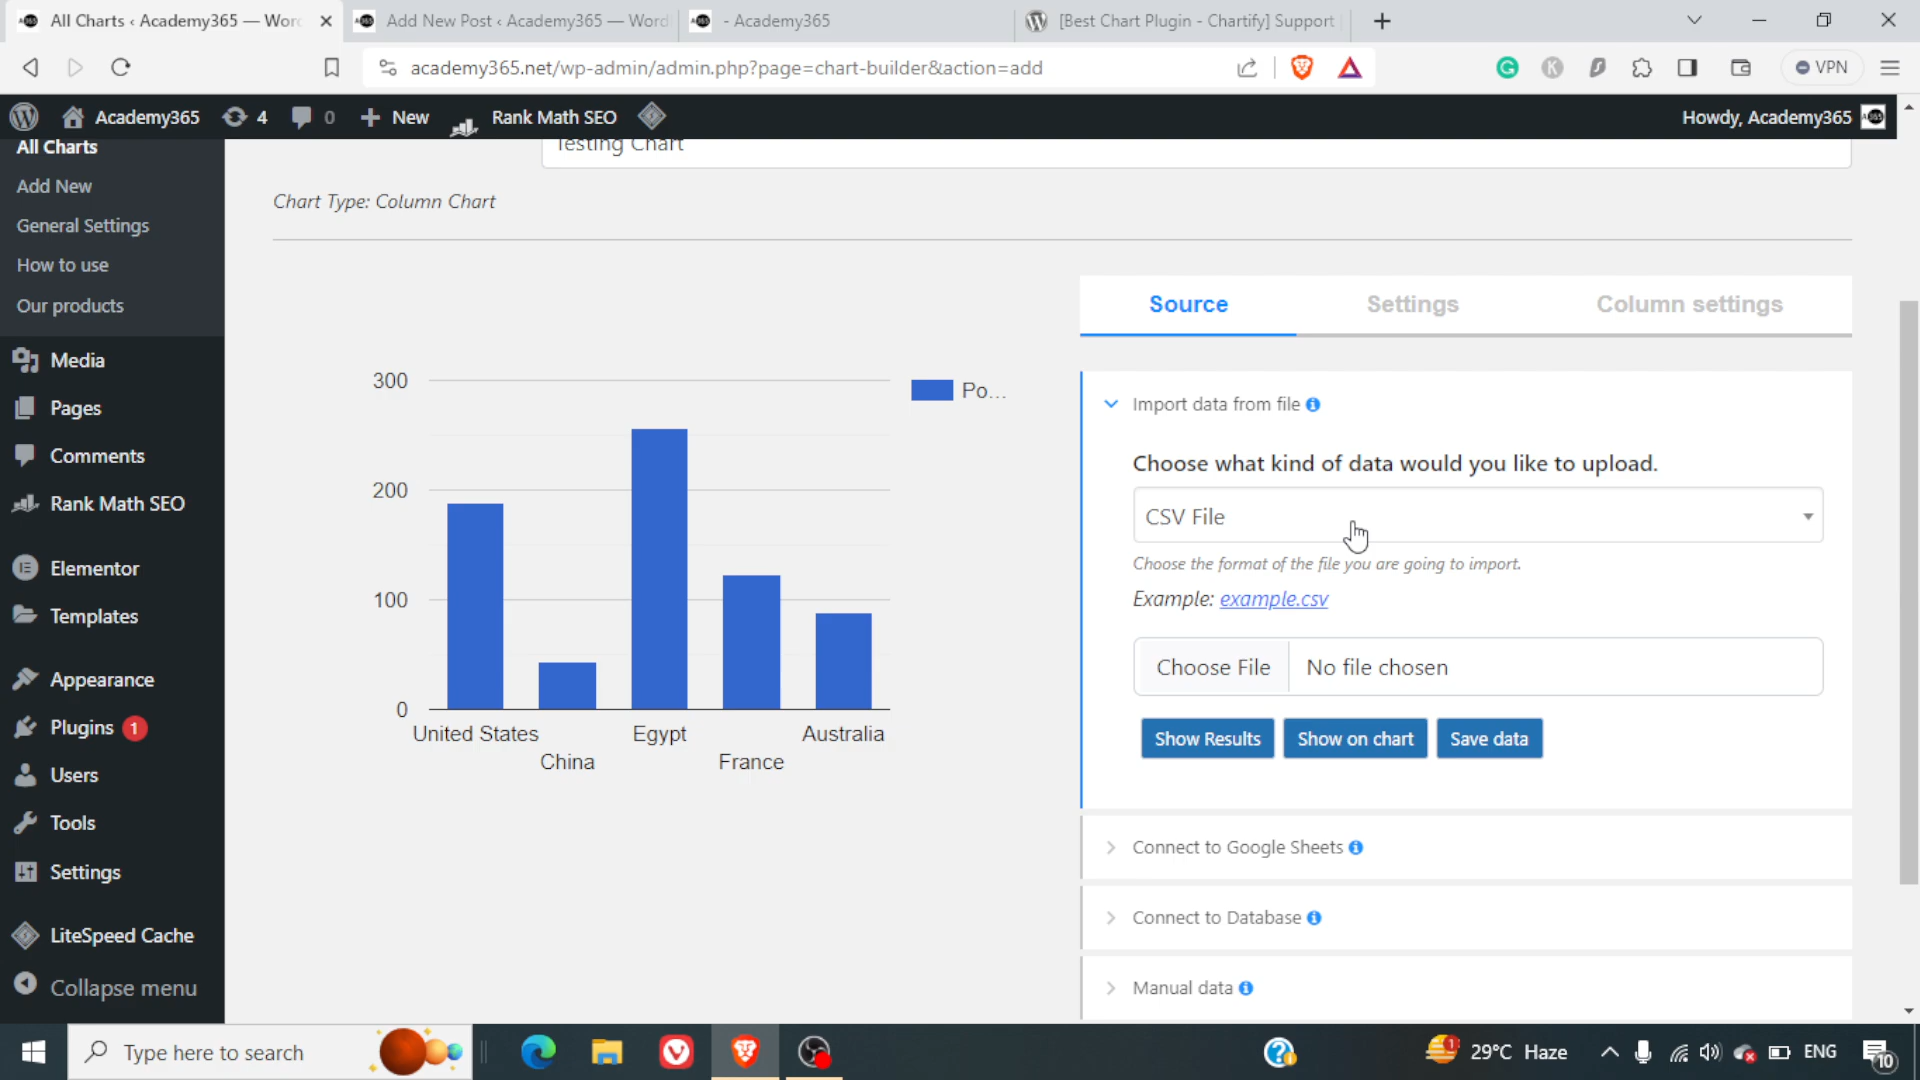 All Charts ‹ Academy365 — Wor
Add New Post ‹ Academy365 — Word
- Academy365
[Best Chart Plugin - Chartify] Support
academy365.net/wp-admin/admin.php?page=chart-builder&action=add
VPN
Academy365
4
0
New
Rank Math SEO
Howdy, Academy365
All Charts
Add New
General Settings
How to use
Our products
Media
Pages
Comments
Rank Math SEO
Elementor
Templates
Appearance
Plugins 1
Users
Tools
Settings
LiteSpeed Cache
Collapse menu
Testing Chart
Chart Type: Column Chart
300
200
100
0
Po...
United States
China
Egypt
France
Australia
Source
Settings
Column settings
Import data from file
Choose what kind of data would you like to upload.
CSV File
Choose the format of the file you are going to import.
Example: example.csv
Choose File
No file chosen
Show Results
Show on chart
Save data
Connect to Google Sheets
Connect to Database
Manual data
Type here to search
1
29°C Haze
ENG
10